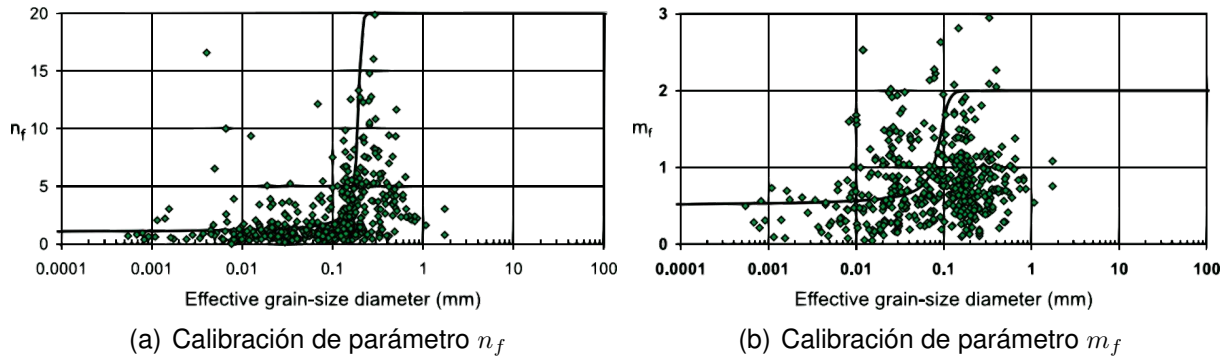 20
15
n_f
10
5
0
0.0001 0.001 0.01 0.1 1 10 100
Effective grain-size diameter (mm)
(a) Calibración de parámetro n_f
3
2
m_f
1
0
0.0001 0.001 0.01 0.1 1 10 100
Effective grain-size diameter (mm)
(b) Calibración de parámetro m_f